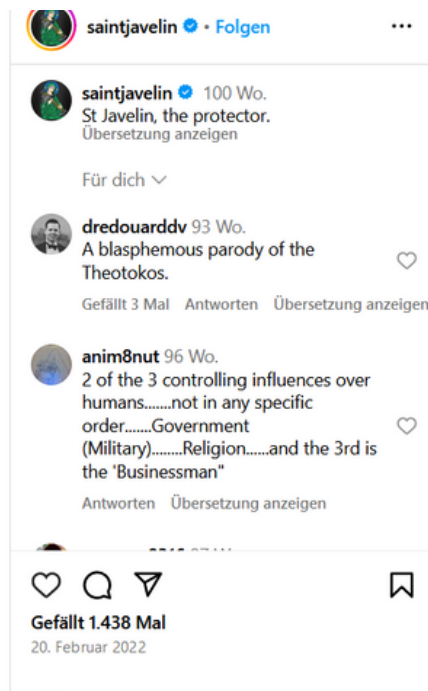 saintjavelin • Folgen
saintjavelin 100 Wo.
St Javelin, the protector.
Übersetzung anzeigen
Für dich
dredouarddv 93 Wo.
A blasphemous parody of the
Theotokos.
Gefällt 3 Mal Antworten Übersetzung anzeigen
anim8nut 96 Wo.
2 of the 3 controlling influences over
humans.......not in any specific
order.......Government
(Military)........Religion......and the 3rd is
the 'Businessman"
Antworten Übersetzung anzeigen
Gefällt 1.438 Mal
20. Februar 2022